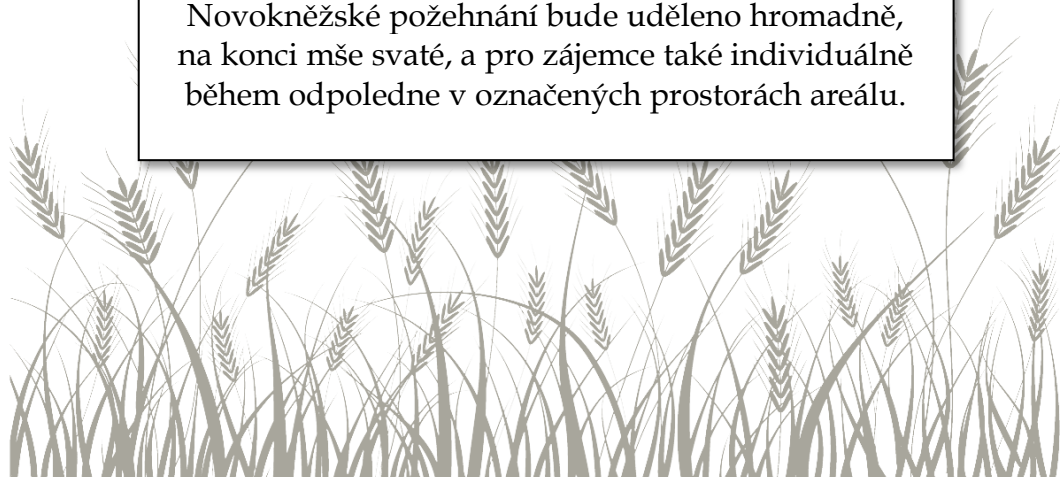 Novokněžské požehnání bude uděleno hromadně,
na konci mše svaté, a pro zájemce také individuálně
během odpoledne v označených prostorách areálu.